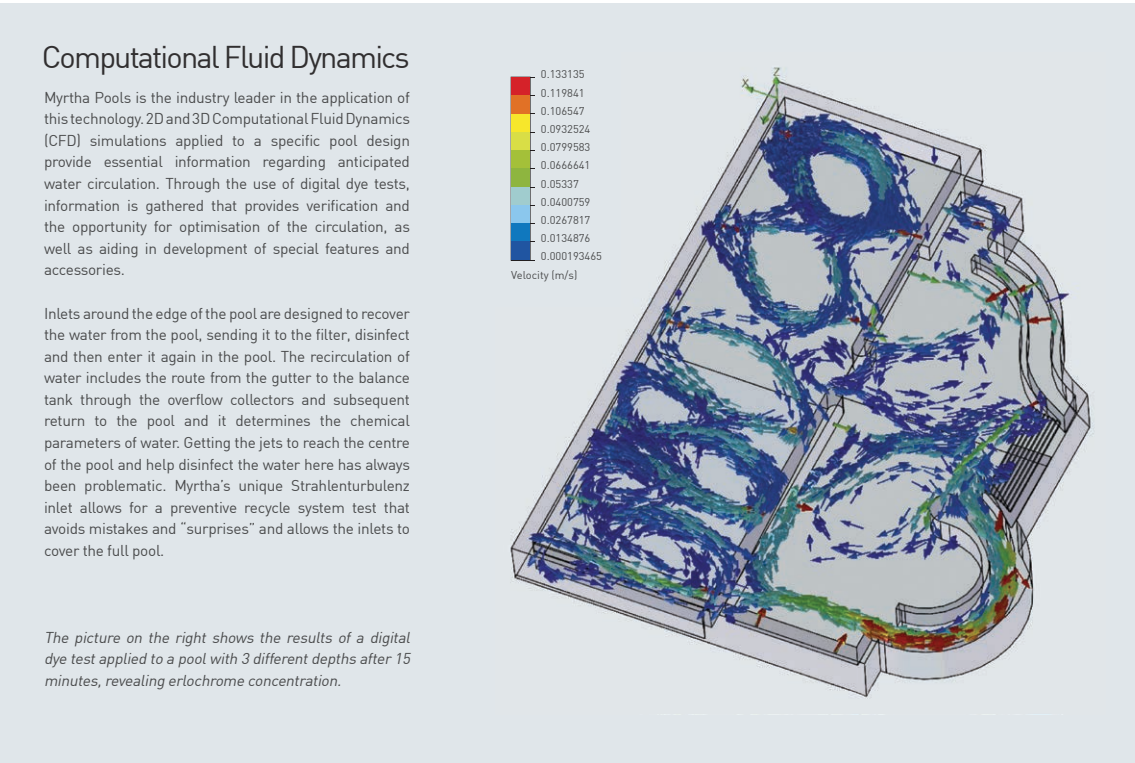 Computational Fluid Dynamics
Myrtha Pools is the industry leader in the application of
this technology. 2D and 3D Computational Fluid Dynamics
(CFD) simulations applied to a specific pool design
provide essential information regarding anticipated
water circulation. Through the use of digital dye tests,
information is gathered that provides verification and
the opportunity for optimisation of the circulation, as
well as aiding in development of special features and
accessories.
Inlets around the edge of the pool are designed to recover
the water from the pool, sending it to the filter, disinfect
and then enter it again in the pool. The recirculation of
water includes the route from the gutter to the balance
tank through the overflow collectors and subsequent
return to the pool and it determines the chemical
parameters of water. Getting the jets to reach the centre
of the pool and help disinfect the water here has always
been problematic. Myrtha's unique Strahlenturbulenz
inlet allows for a preventive recycle system test that
avoids mistakes and "surprises" and allows the inlets to
cover the full pool.
The picture on the right shows the results of a digital
dye test applied to a pool with 3 different depths after 15
minutes, revealing erlochrome concentration.
0.133135
0.119841
0.106547
0.0932524
0.0799583
0.0666641
0.05337
0.0400759
0.0267817
0.0134876
0.000193465
Velocity (m/s)
Z
X